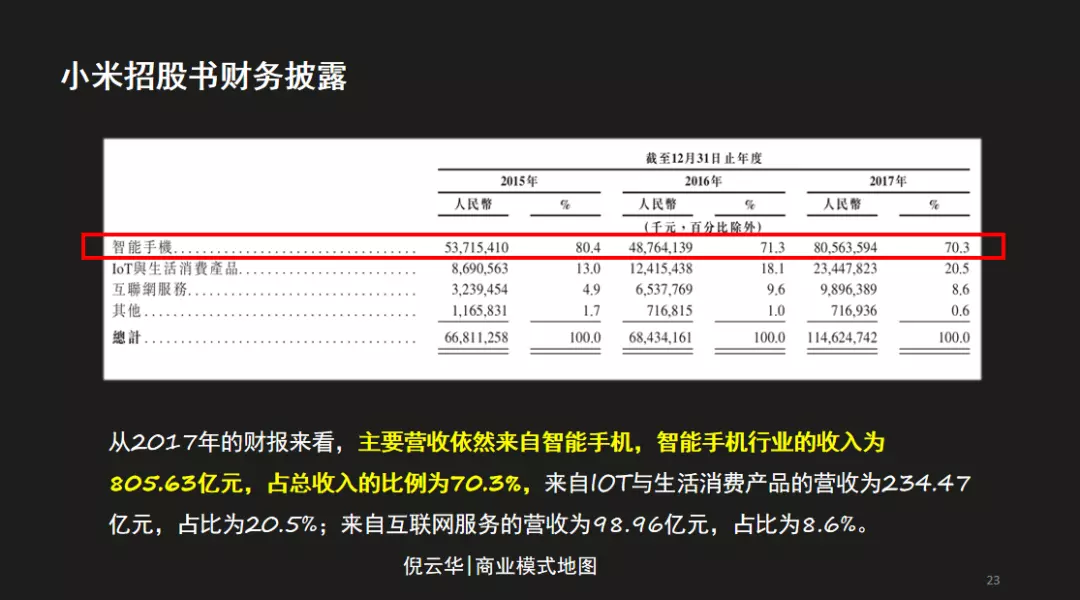 小米招股书财务披露
截至12月31日止年度
2015年 2016年 2017年
人民幣 % 人民幣 % 人民幣 %
(千元，百分比除外)
智能手機 53,715,410 80.4 48,764,139 71.3 80,563,594 70.3
IoT與生活消費產品 8,690,563 13.0 12,415,438 18.1 23,447,823 20.5
互聯網服務 3,239,454 4.9 6,537,769 9.6 9,896,389 8.6
其他 1,165,831 1.7 716,815 1.0 716,936 0.6
總計 66,811,258 100.0 68,434,161 100.0 114,624,742 100.0
从2017年的财报来看，主要营收依然来自智能手机，智能手机行业的收入为
805.63亿元，占总收入的比例为70.3%，来自IOT与生活消费产品的营收为234.47
亿元，占比为20.5%；来自互联网服务的营收为98.96亿元，占比为8.6%。
倪云华|商业模式地图
23